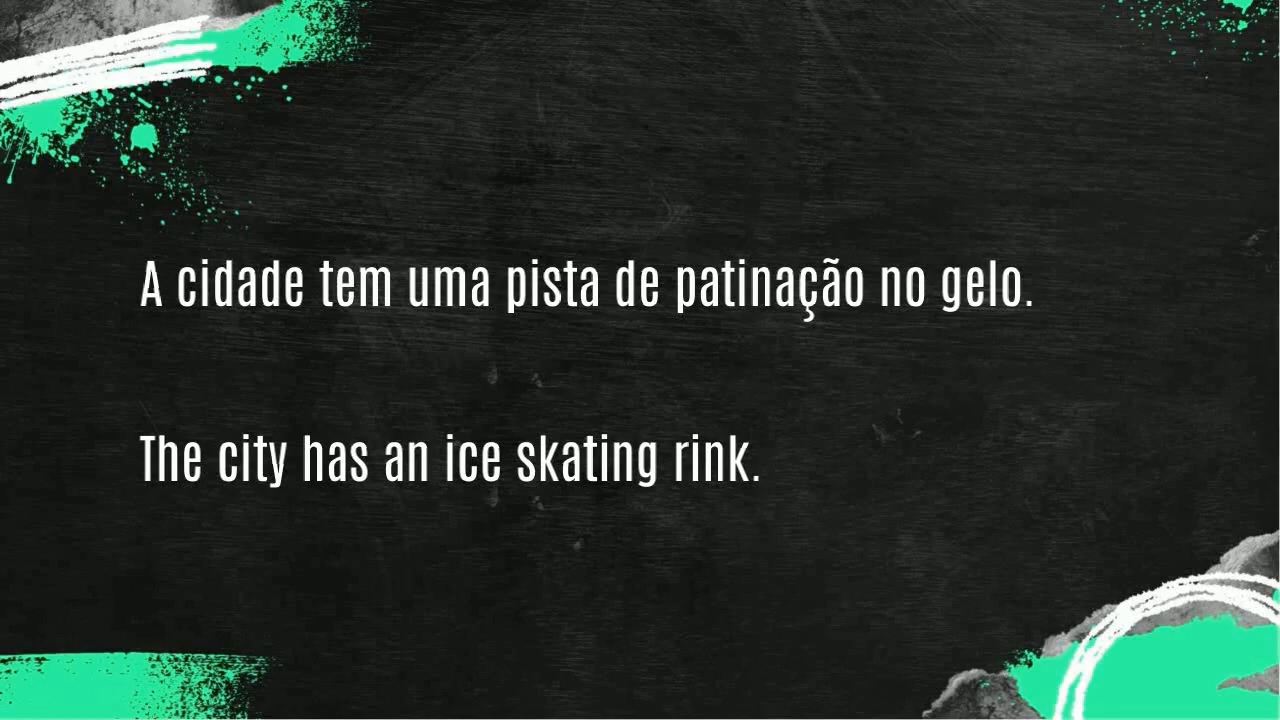 A cidade tem uma pista de patinação no gelo.
The city has an ice skating rink.